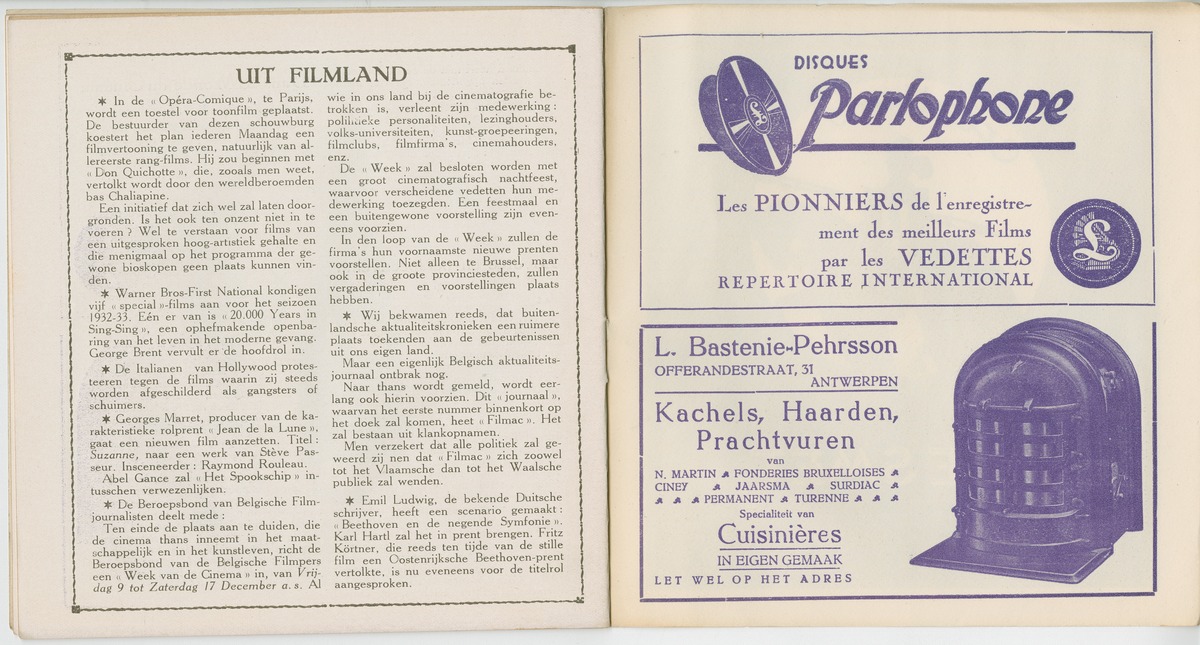 UIT FILMLAND
✶ In de « Opéra-Comique », te Parijs,
wordt een toestel voor toonfilm geplaatst.
De bestuurder van dezen schouwburg
koestert het plan iederen Maandag een
filmvertooning te geven, natuurlijk van al-
lereerste rang-films. Hij zou beginnen met
« Don Quichotte », die, zooals men weet,
vertolkt wordt door den wereldberoemden
bas Chaliapine.
Een initiatief dat zich wel zal laten door-
gronden. Is het ook ten onzent niet in te
voeren ? Wel te verstaan voor films van
een uitgesproken hoog-artistiek gehalte en
die menigmaal op het programma der ge-
wone bioskopen geen plaats kunnen vin-
den.
✶ Warner Bros-First National kondigen
vijf « special »-films aan voor het seizoen
1932-33. Eén er van is « 20.000 Years in
Sing-Sing », een ophefmakende openba-
ring van het leven in het moderne gevang.
George Brent vervult er de hoofdrol in.
✶ De Italianen van Hollywood protes-
teeren tegen de films waarin zij steeds
worden afgeschilderd als gangsters of
schuimers.
✶ Georges Marret, producer van de ka-
rakteristieke rolprent « Jean de la Lune »,
gaat een nieuwen film aanzetten. Titel :
Suzanne, naar een werk van Stève Pas-
seur. Insceneerder : Raymond Rouleau.
Abel Gance zal « Het Spookschip » in-
tusschen verwezenlijken.
✶ De Beroepsbond van Belgische Film-
journalisten deelt mede :
Ten einde de plaats aan te duiden, die
de cinema thans inneemt in het maat-
schappelijk en in het kunstleven, richt de
Beroepsbond van de Belgische Filmpers
een « Week van de Cinema » in, van Vrij-
dag 9 tot Zaterdag 17 December a. s. Al
wie in ons land bij de cinematografie be-
trokken is, verleent zijn medewerking :
politieke personaliteiten, lezinghouders,
volks-universiteiten, kunst-groepeeringen,
filmclubs, filmfirma's, cinemahouders,
enz.
De « Week » zal besloten worden met
een groot cinematografisch nachtfeest,
waarvoor verscheidene vedetten hun me-
dewerking toezegden. Een feestmaal en
een buitengewone voorstelling zijn even-
eens voorzien.
In den loop van de « Week » zullen de
firma's hun voornaamste nieuwe prenten
voorstellen. Niet alleen te Brussel, maar
ook in de groote provinciesteden, zullen
vergaderingen en voorstellingen plaats
hebben.
✶ Wij bekwamen reeds, dat buiten-
landsche aktualiteitskronieken een ruimere
plaats toekenden aan de gebeurtenissen
uit ons eigen land.
Maar een eigenlijk Belgisch aktualiteits-
journaal ontbrak nog.
Naar thans wordt gemeld, wordt eer-
lang ook hierin voorzien. Dit « journaal »,
waarvan het eerste nummer binnenkort op
het doek zal komen, heet « Filmac ». Het
zal bestaan uit klankopnamen.
Men verzekert dat alle politiek zal ge-
weerd zij nen dat « Filmac » zich zoowel
tot het Vlaamsche dan tot het Waalsche
publiek zal wenden.
✶ Emil Ludwig, de bekende Duitsche
schrijver, heeft een scenario gemaakt :
« Beethoven en de negende Symfonie ».
Karl Hartl zal het in prent brengen. Fritz
Körtner, die reeds ten tijde van de stille
film een Oostenrijksche Beethoven-prent
vertolkte, is nu eveneens voor de titelrol
aangesproken.
DISQUES
Parlophone
Les PIONNIERS de l'enregistre-
ment des meilleurs Films
par les VEDETTES
REPERTOIRE INTERNATIONAL
£
L. Bastenie-Pehrsson
OFFERANDESTRAAT, 31
ANTWERPEN
Kachels, Haarden,
Prachtvuren
van
N. MARTIN FONDERIES BRUXELLOISES
CINEY JAARSMA SURDIAC
PERMANENT TURENNE
Specialiteit van
Cuisinières
IN EIGEN GEMAAK
LET WEL OP HET ADRES